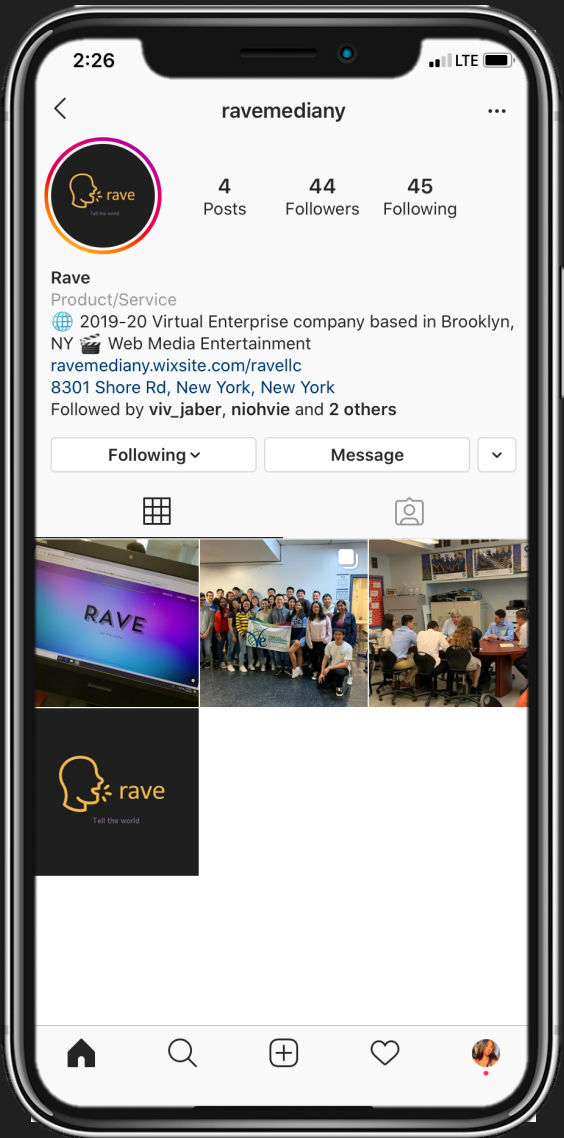 2:26
LTE
ravemediany
rave
Tell the world
4
Posts
44
Followers
45
Following
Rave
Product/Service
2019-20 Virtual Enterprise company based in Brooklyn,
NY Web Media Entertainment
ravemediany.wixsite.com/ravellc
8301 Shore Rd, New York, New York
Followed by viv_jaber, niohvie and 2 others
Following
Message
RAVE
rave
Tell the world